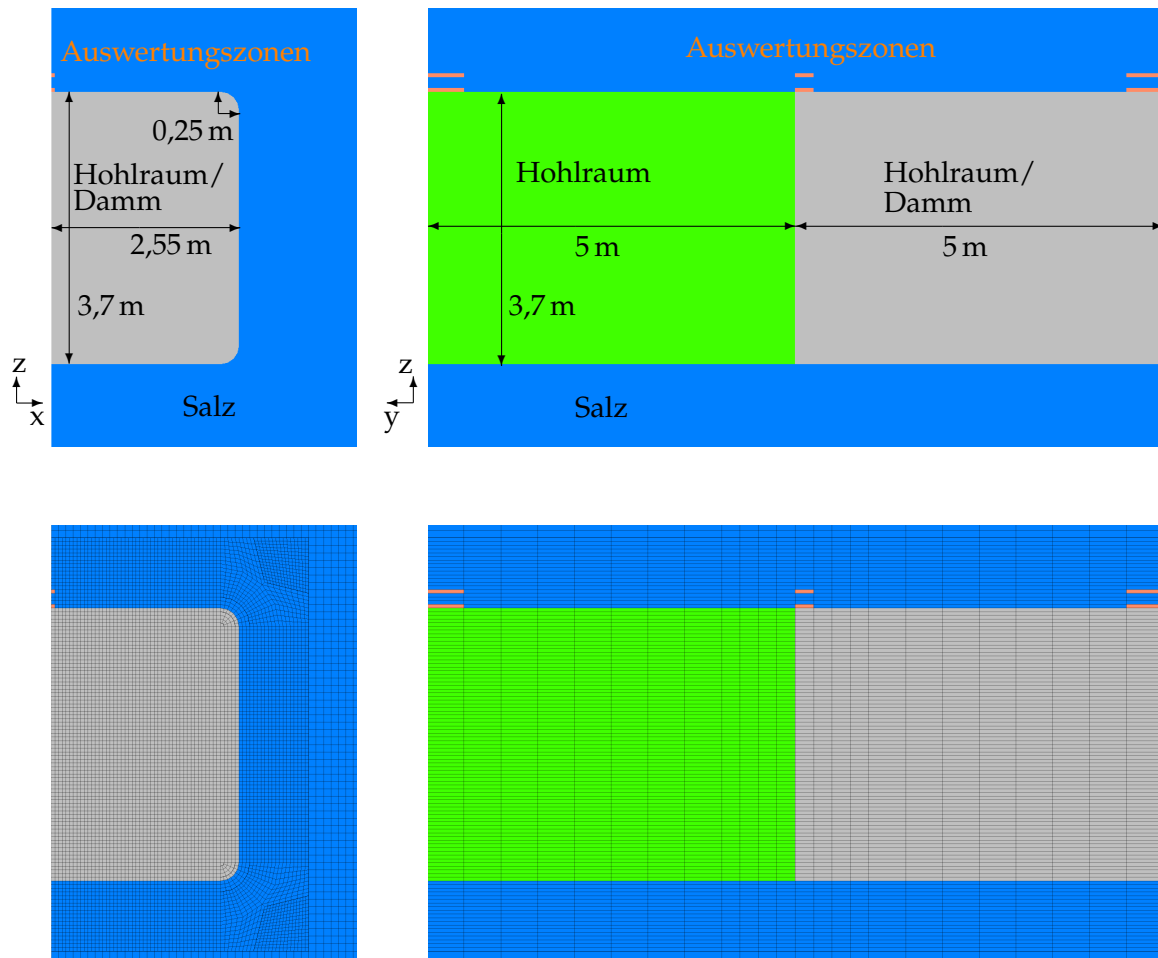 Auswertungszonen
0,25 m
Hohlraum/
Damm
2,55 m
3,7 m
z
x
Salz
Auswertungszonen
Hohlraum
Hohlraum/
Damm
5 m
5 m
3,7 m
z
y
Salz